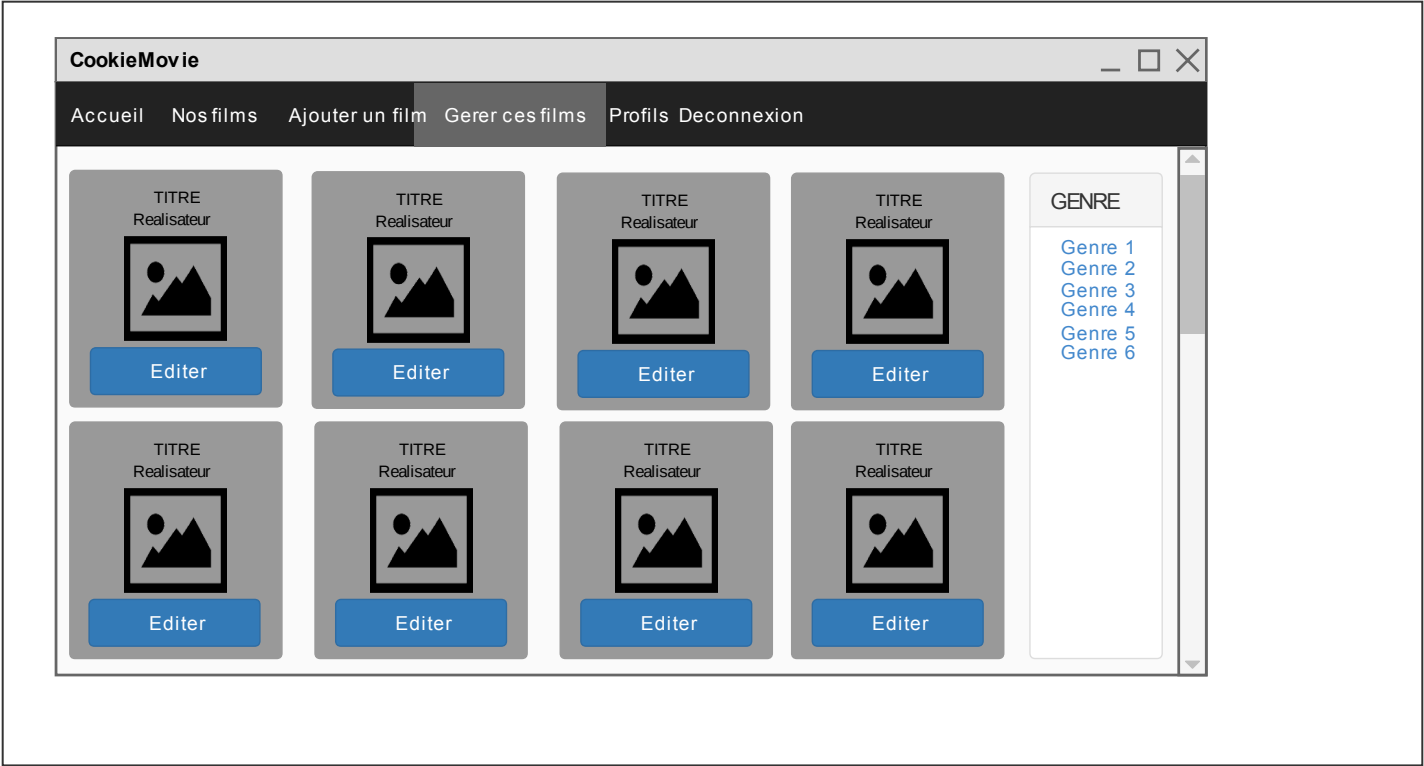 CookieMovie
Accueil Nos films Ajouter un film Gerer ces films Profils Deconnexion
TITRE
Realisateur
Editer
TITRE
Realisateur
Editer
TITRE
Realisateur
Editer
TITRE
Realisateur
Editer
GENRE
Genre 1
Genre 2
Genre 3
Genre 4
Genre 5
Genre 6
TITRE
Realisateur
Editer
TITRE
Realisateur
Editer
TITRE
Realisateur
Editer
TITRE
Realisateur
Editer